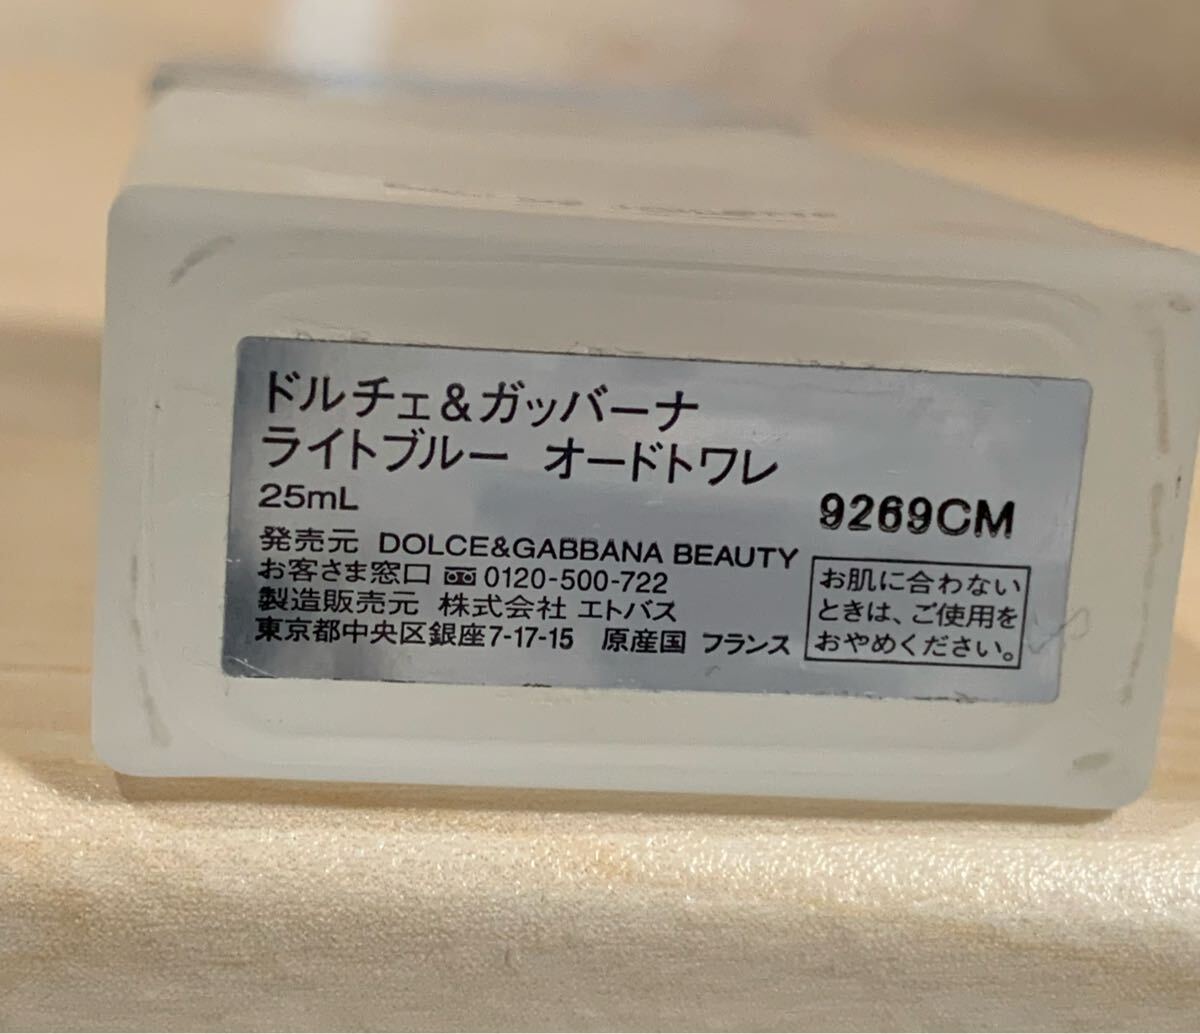 ドルチェ&ガッバーナ
ライトブルー オードトワレ
25mL
9269CM
発売元 DOLCE&GABBANA BEAUTY
お客さま窓口 0120-500-722
製造販売元 株式会社 エトバス
東京都中央区銀座7-17-15 原産国 フランス
お肌に合わない
ときは、ご使用を
おやめください。